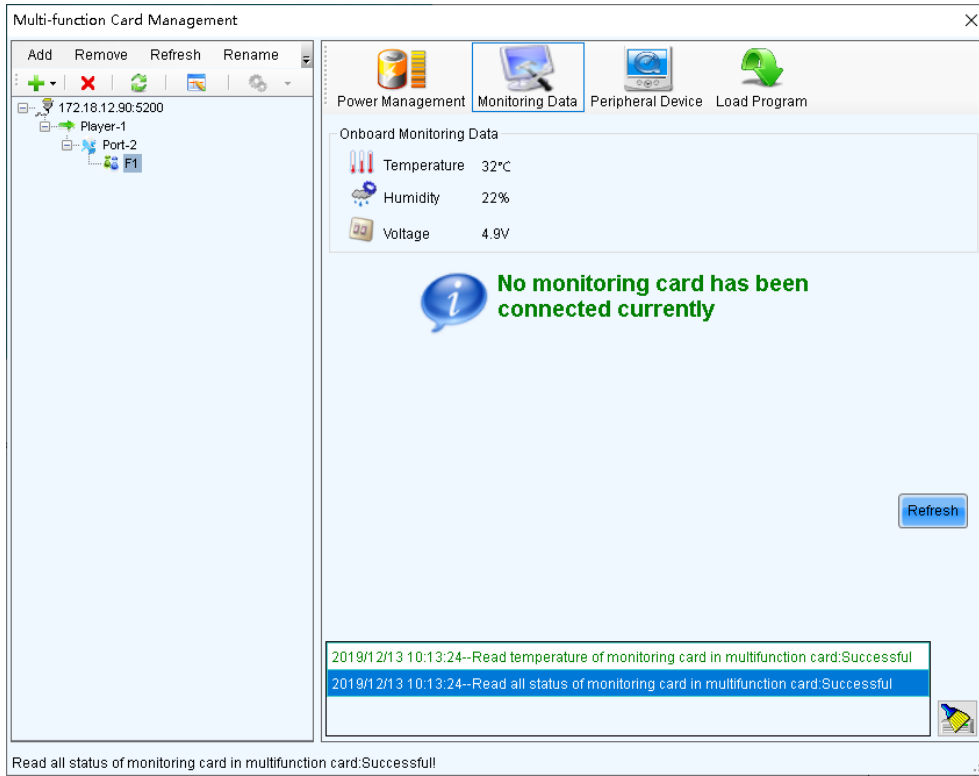 Multi-function Card Management
Add Remove Refresh Rename
172.18.12.90:5200
Player-1
Port-2
F1
Power Management Monitoring Data Peripheral Device Load Program
Onboard Monitoring Data
Temperature 32℃
Humidity 22%
Voltage 4.9V
No monitoring card has been
connected currently
Refresh
2019/12/13 10:13:24--Read temperature of monitoring card in multifunction card:Successful
2019/12/13 10:13:24--Read all status of monitoring card in multifunction card:Successful
Read all status of monitoring card in multifunction card:Successful!